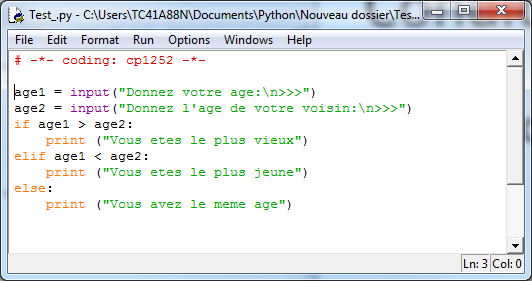 Test_.py - C:\Users\TC41A88N\Documents\Python\Nouveau dossier\Tes...
File Edit Format Run Options Windows Help
# -*- coding: cp1252 -*-
age1 = input("Donnez votre age:\n>>>")
age2 = input("Donnez l'age de votre voisin:\n>>>")
if age1 > age2:
    print ("Vous etes le plus vieux")
elif age1 < age2:
    print ("Vous etes le plus jeune")
else:
    print ("Vous avez le meme age")
Ln: 3 Col: 0